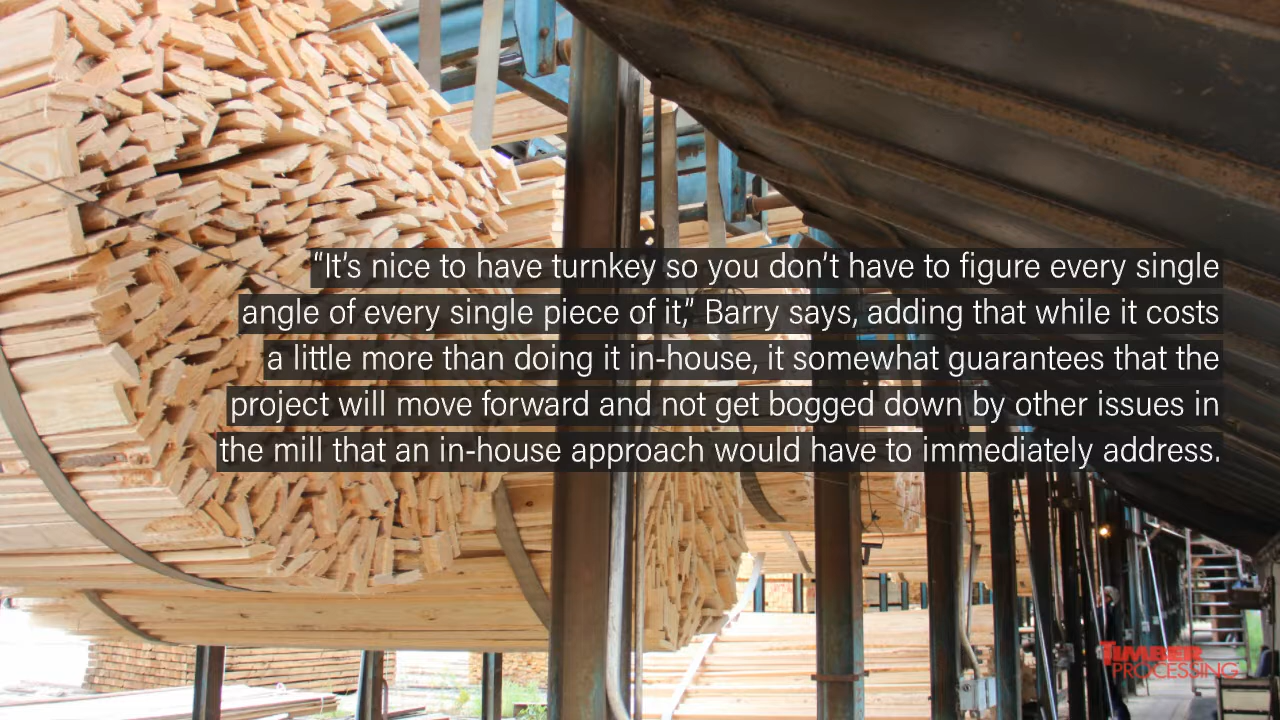 “It’s nice to have turnkey so you don’t have to figure every single
angle of every single piece of it,” Barry says, adding that while it costs
a little more than doing it in-house, it somewhat guarantees that the
project will move forward and not get bogged down by other issues in
the mill that an in-house approach would have to immediately address.
TIMBER
PROCESSING